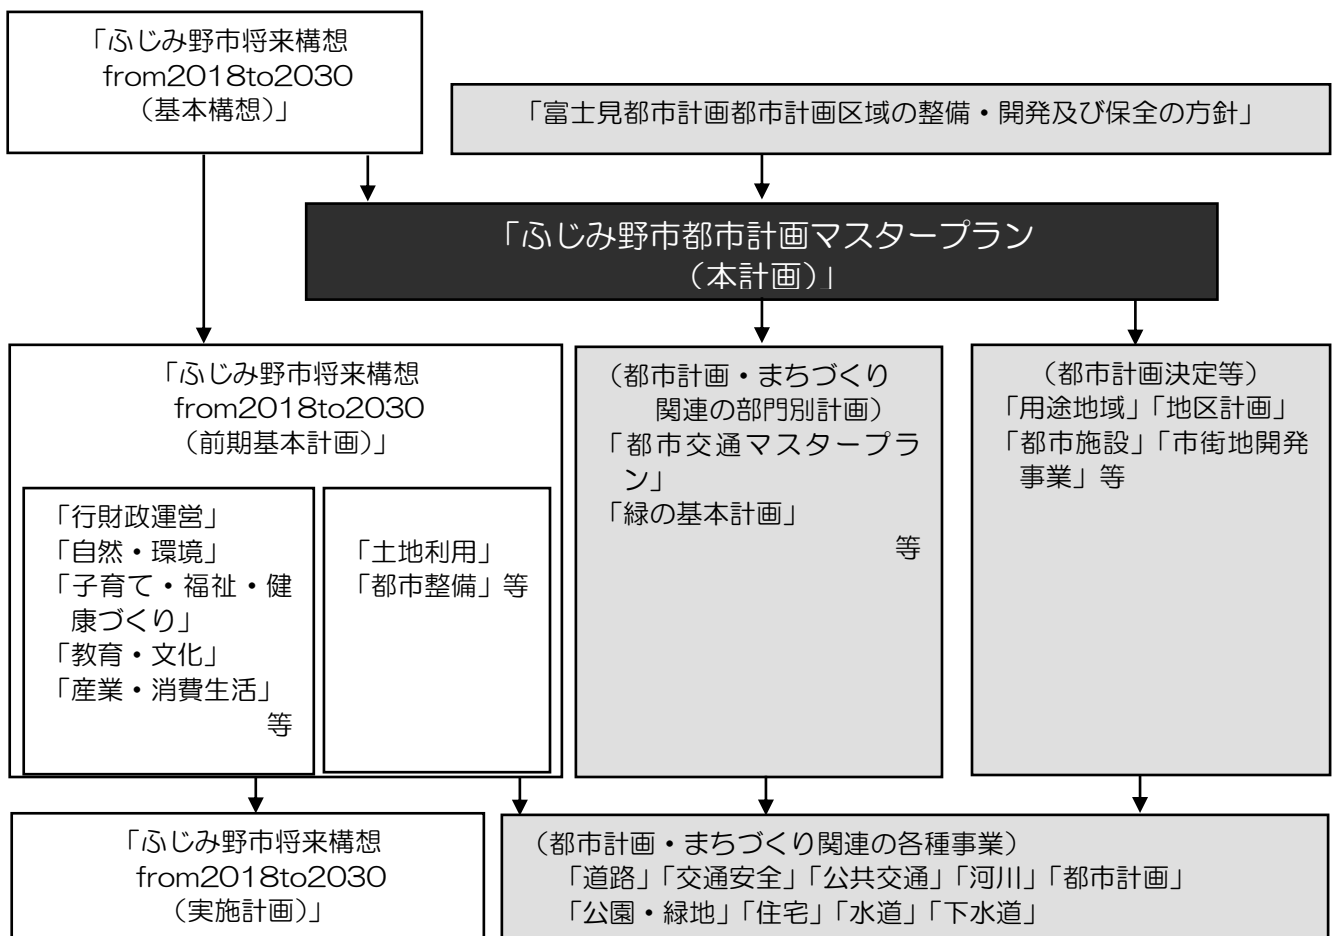 「ふじみ野市将来構想
from2018to2030
（基本構想）」
「富士見都市計画都市計画区域の整備・開発及び保全の方針」
「ふじみ野市都市計画マスタープラン
（本計画）」
「ふじみ野市将来構想
from2018to2030
（前期基本計画）」
「行財政運営」
「自然・環境」
「子育て・福祉・健
康づくり」
「教育・文化」
「産業・消費生活」
等
「土地利用」
「都市整備」等
（都市計画・まちづくり
関連の部門別計画）
「都市交通マスタープラ
ン」
「緑の基本計画」
等
（都市計画決定等）
「用途地域」「地区計画」
「都市施設」「市街地開発
事業」等
「ふじみ野市将来構想
from2018to2030
（実施計画）」
（都市計画・まちづくり関連の各種事業）
「道路」「交通安全」「公共交通」「河川」「都市計画」
「公園・緑地」「住宅」「水道」「下水道」